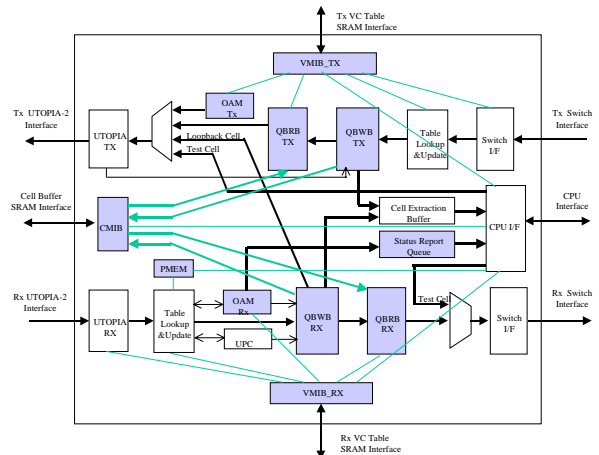 Tx VC Table
SRAM Interface
VMIB_TX
OAM
Tx
Tx UTOPIA-2
Interface
UTOPIA
TX
Loopback Cell
Test Cell
QBRB
TX
QBWB
TX
Table
Lookup
&Update
Switch
I/F
Tx Switch
Interface
Cell Buffer
SRAM Interface
CMIB
Cell Extraction
Buffer
Status Report
Queue
CPU I/F
CPU
Interface
PMEM
Rx UTOPIA-2
Interface
UTOPIA
RX
Table
Lookup
&Update
OAM
Rx
UPC
QBWB
RX
QBRB
RX
Test Cell
Switch
I/F
Rx Switch
Interface
VMIB_RX
Rx VC Table
SRAM Interface